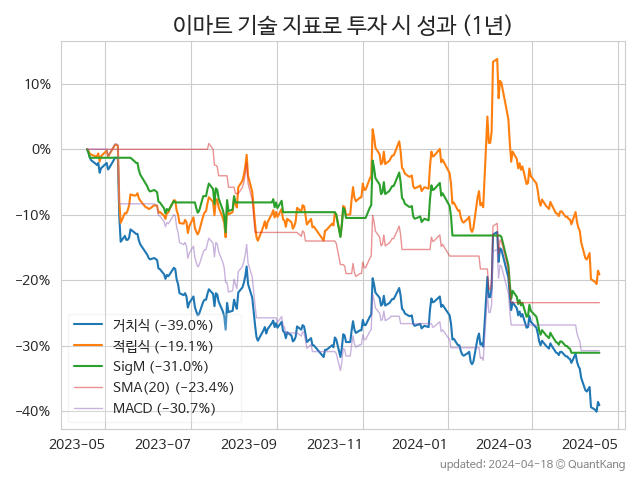 이마트 기술 지표로 투자 시 성과 (1년)
10%
0%
−10%
−20%
−30%
−40%
거치식 (−39.0%)
적립식 (−19.1%)
SigM (−31.0%)
SMA(20) (−23.4%)
MACD (−30.7%)
2023−05 2023−07 2023−09 2023−11 2024−01 2024−03 2024−05
updated: 2024−04−18 ⓒ QuantKang